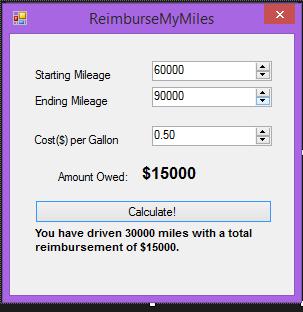 ReimburseMyMiles
Starting Mileage 60000
Ending Mileage 90000
Cost($) per Gallon 0.50
Amount Owed: $15000
Calculate!
You have driven 30000 miles with a total
reimbursement of $15000.